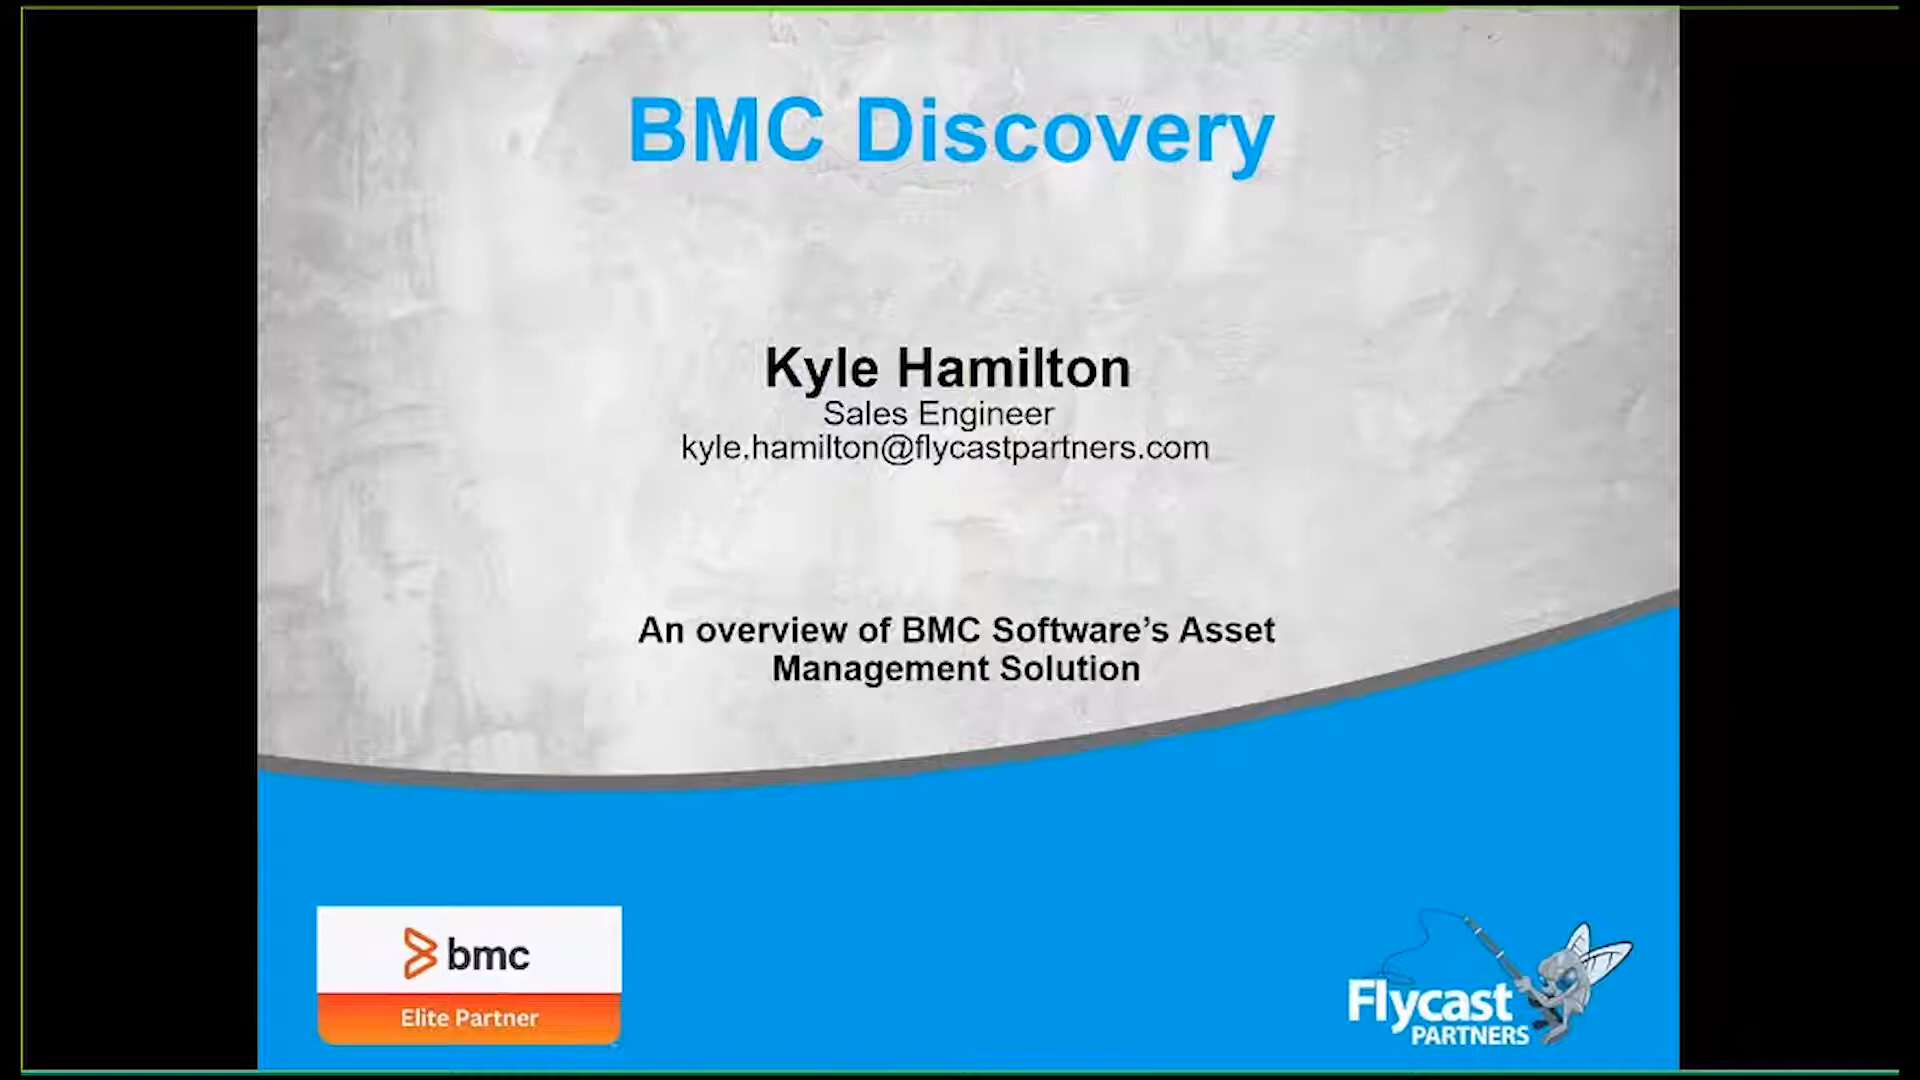 BMC Discovery
Kyle Hamilton
Sales Engineer
kyle.hamilton@flycastpartners.com
An overview of BMC Software's Asset
Management Solution
bmc
Elite Partner
Flycast
PARTNERS